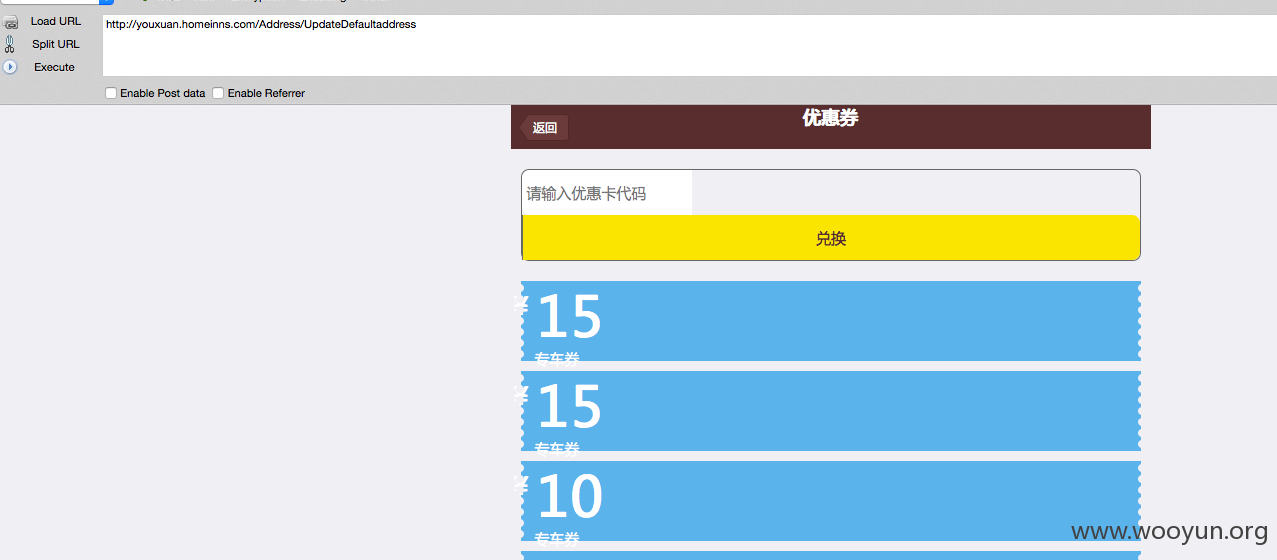 Load URL
http://youxuan.homeinns.com/Address/UpdateDefaultaddress
Split URL
Execute
Enable Post data
Enable Referrer
返回
优惠券
请输入优惠卡代码
兑换
¥
15
专车券
¥
15
专车券
¥
10
专车券
www.wooyun.org